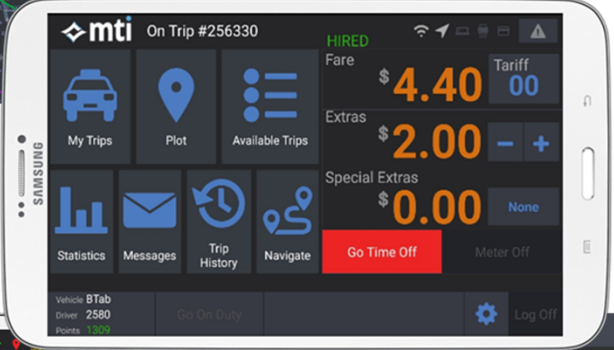 mti On Trip #256330
HIRED
Fare
$4.40
Tariff
00
My Trips
Plot
Available Trips
Extras
$2.00
- +
Special Extras
$0.00
None
Statistics
Messages
Trip
History
Navigate
Go Time Off
Meter Off
Vehicle BTab
Driver 2580
Points 1309
Go On Duty
Log Off
SAMSUNG